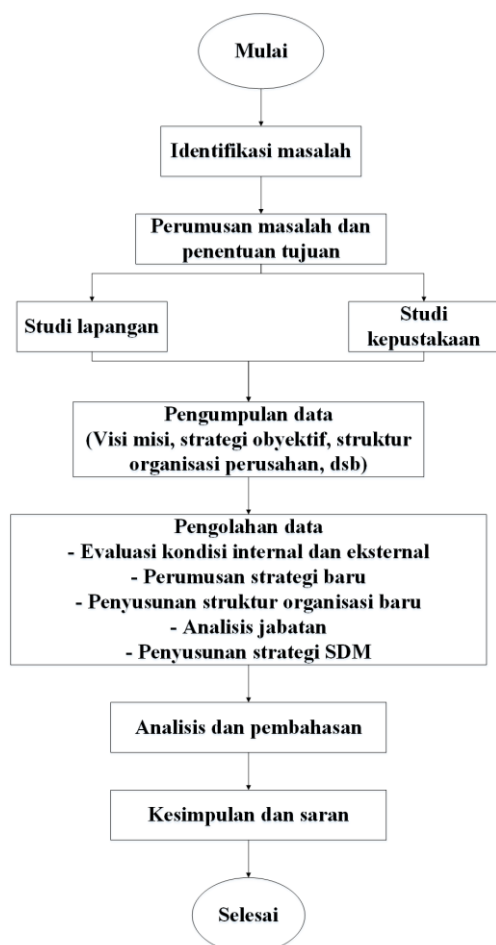 Mulai
Identifikasi masalah
Perumusan masalah dan
penentuan tujuan
Studi lapangan
Studi
kepustakaan
Pengumpulan data
(Visi misi, strategi obyektif, struktur
organisasi perusahan, dsb)
Pengolahan data
- Evaluasi kondisi internal dan eksternal
- Perumusan strategi baru
- Penyusunan struktur organisasi baru
- Analisis jabatan
- Penyusunan strategi SDM
Analisis dan pembahasan
Kesimpulan dan saran
Selesai